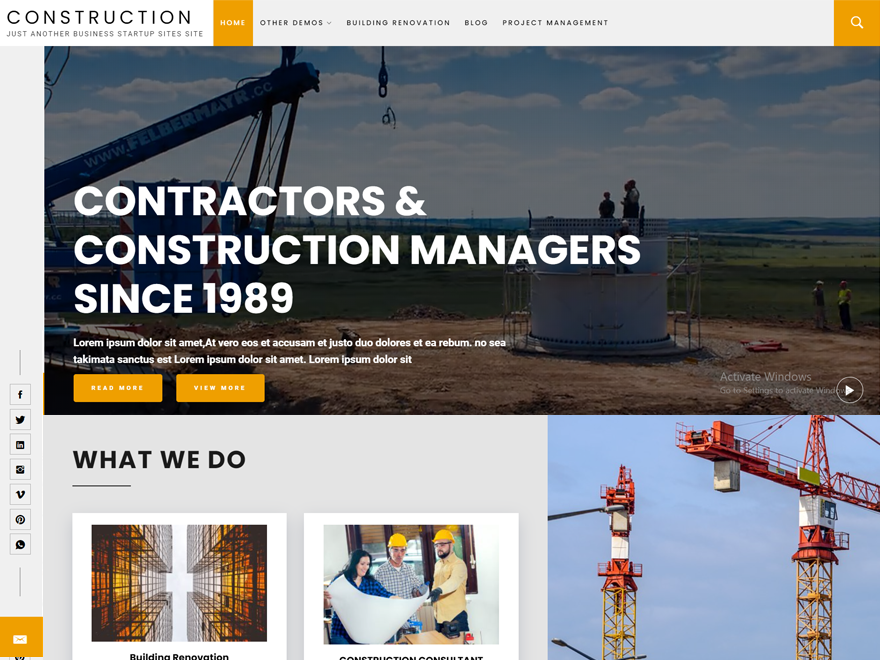 CONSTRUCTION
JUST ANOTHER BUSINESS STARTUP SITES SITE
HOME
OTHER DEMOS
BUILDING RENOVATION
BLOG
PROJECT MANAGEMENT
WWW.FELBERMAYR.CC
CONTRACTORS &
CONSTRUCTION MANAGERS
SINCE 1989
Lorem ipsum dolor sit amet,At vero eos et accusam et justo duo dolores et ea rebum. no sea
takimata sanctus est Lorem ipsum dolor sit amet. Lorem ipsum dolor sit
READ MORE
VIEW MORE
Activate Windows
Go to Settings to activate Windows
WHAT WE DO
Building Renovation
CONSTRUCTION CONSULTANT